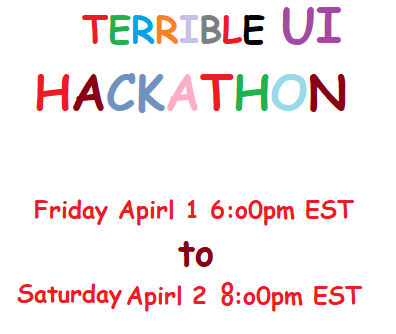 TERRIBLE UI
HACKATHON
Friday Apirl 1 6:o0pm EST
to
Saturday Apirl 2 8:o0pm EST